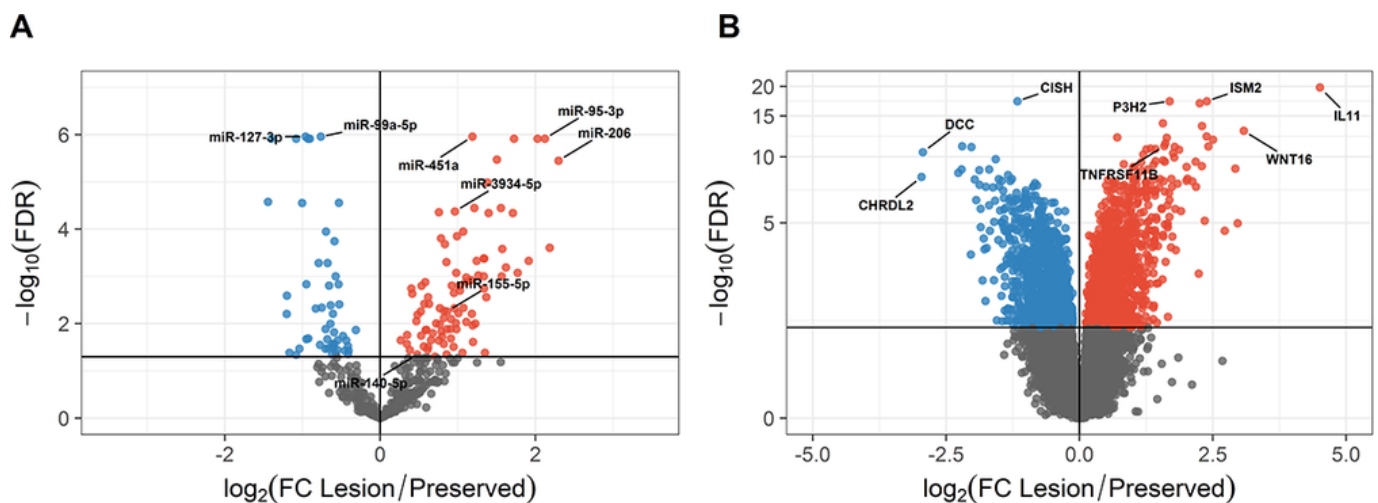 A
B
miR-127-3p
miR-99a-5p
miR-95-3p
miR-206
miR-451a
miR-3934-5p
miR-155-5p
miR-140-5p
6
4
2
0
−log10(FDR)
-2
0
2
log2(FC Lesion/Preserved)
CISH
P3H2
ISM2
IL11
DCC
WNT16
TNFRSF11B
CHRDL2
20
15
10
5
0
−log10(FDR)
-5.0
-2.5
0.0
2.5
5.0
log2(FC Lesion/Preserved)